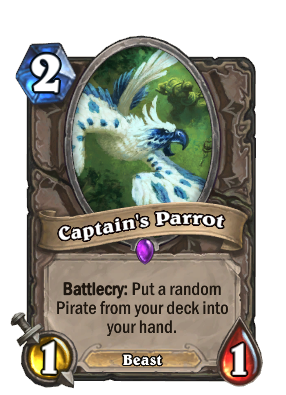 2
Captain's Parrot
Battlecry: Put a random
Pirate from your deck into
your hand.
1
Beast
1